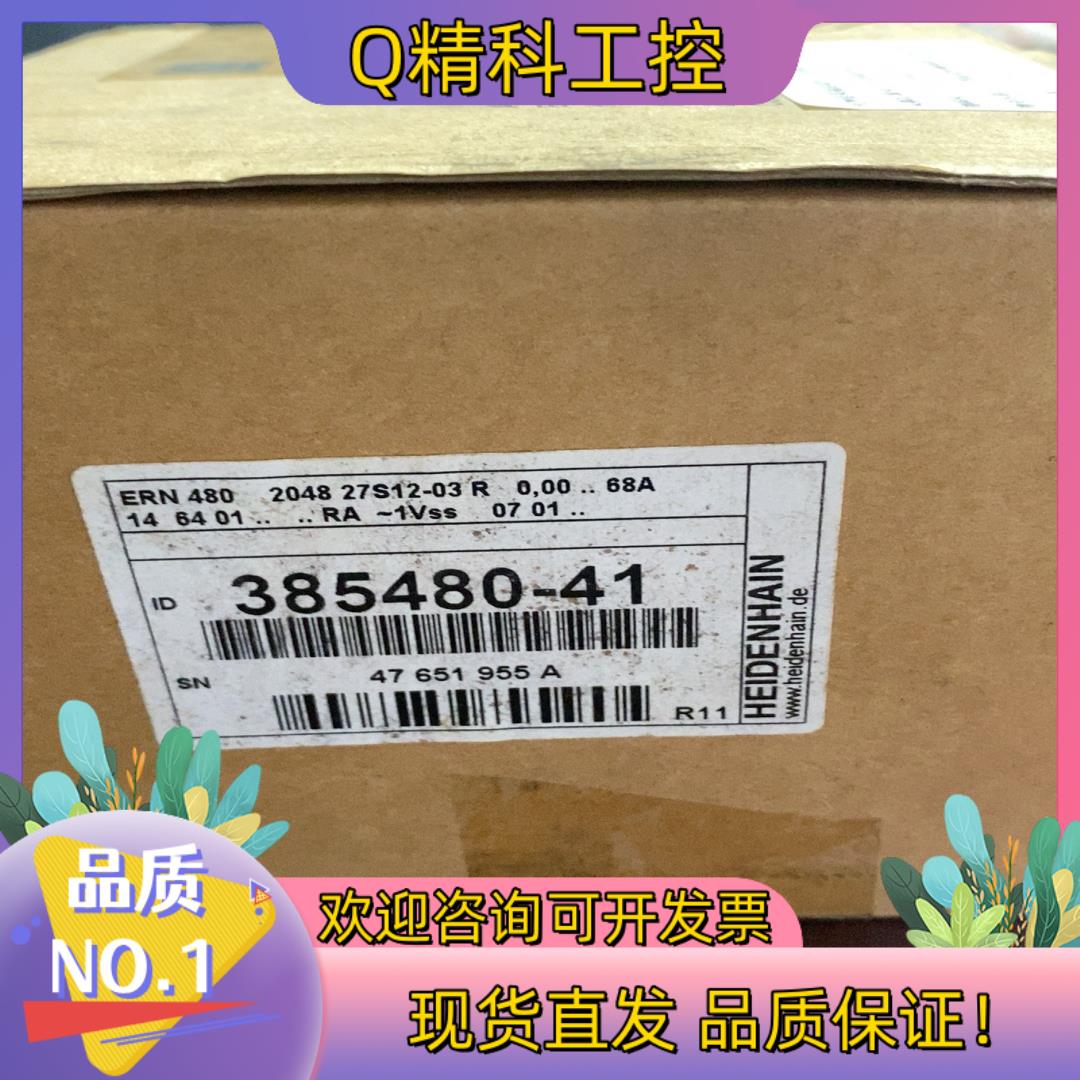 Q精科工控
ERN 480 2048 27S12-03 R 0,00 .. 68A
14 64 01 .. .. RA ~1Vss 07 01 ..
ID 385480-41
SN 47 651 955 A
R11
HEIDENHAIN
www.heidenhain.de
品质
NO.1
欢迎咨询可开发票
现货直发 品质保证！